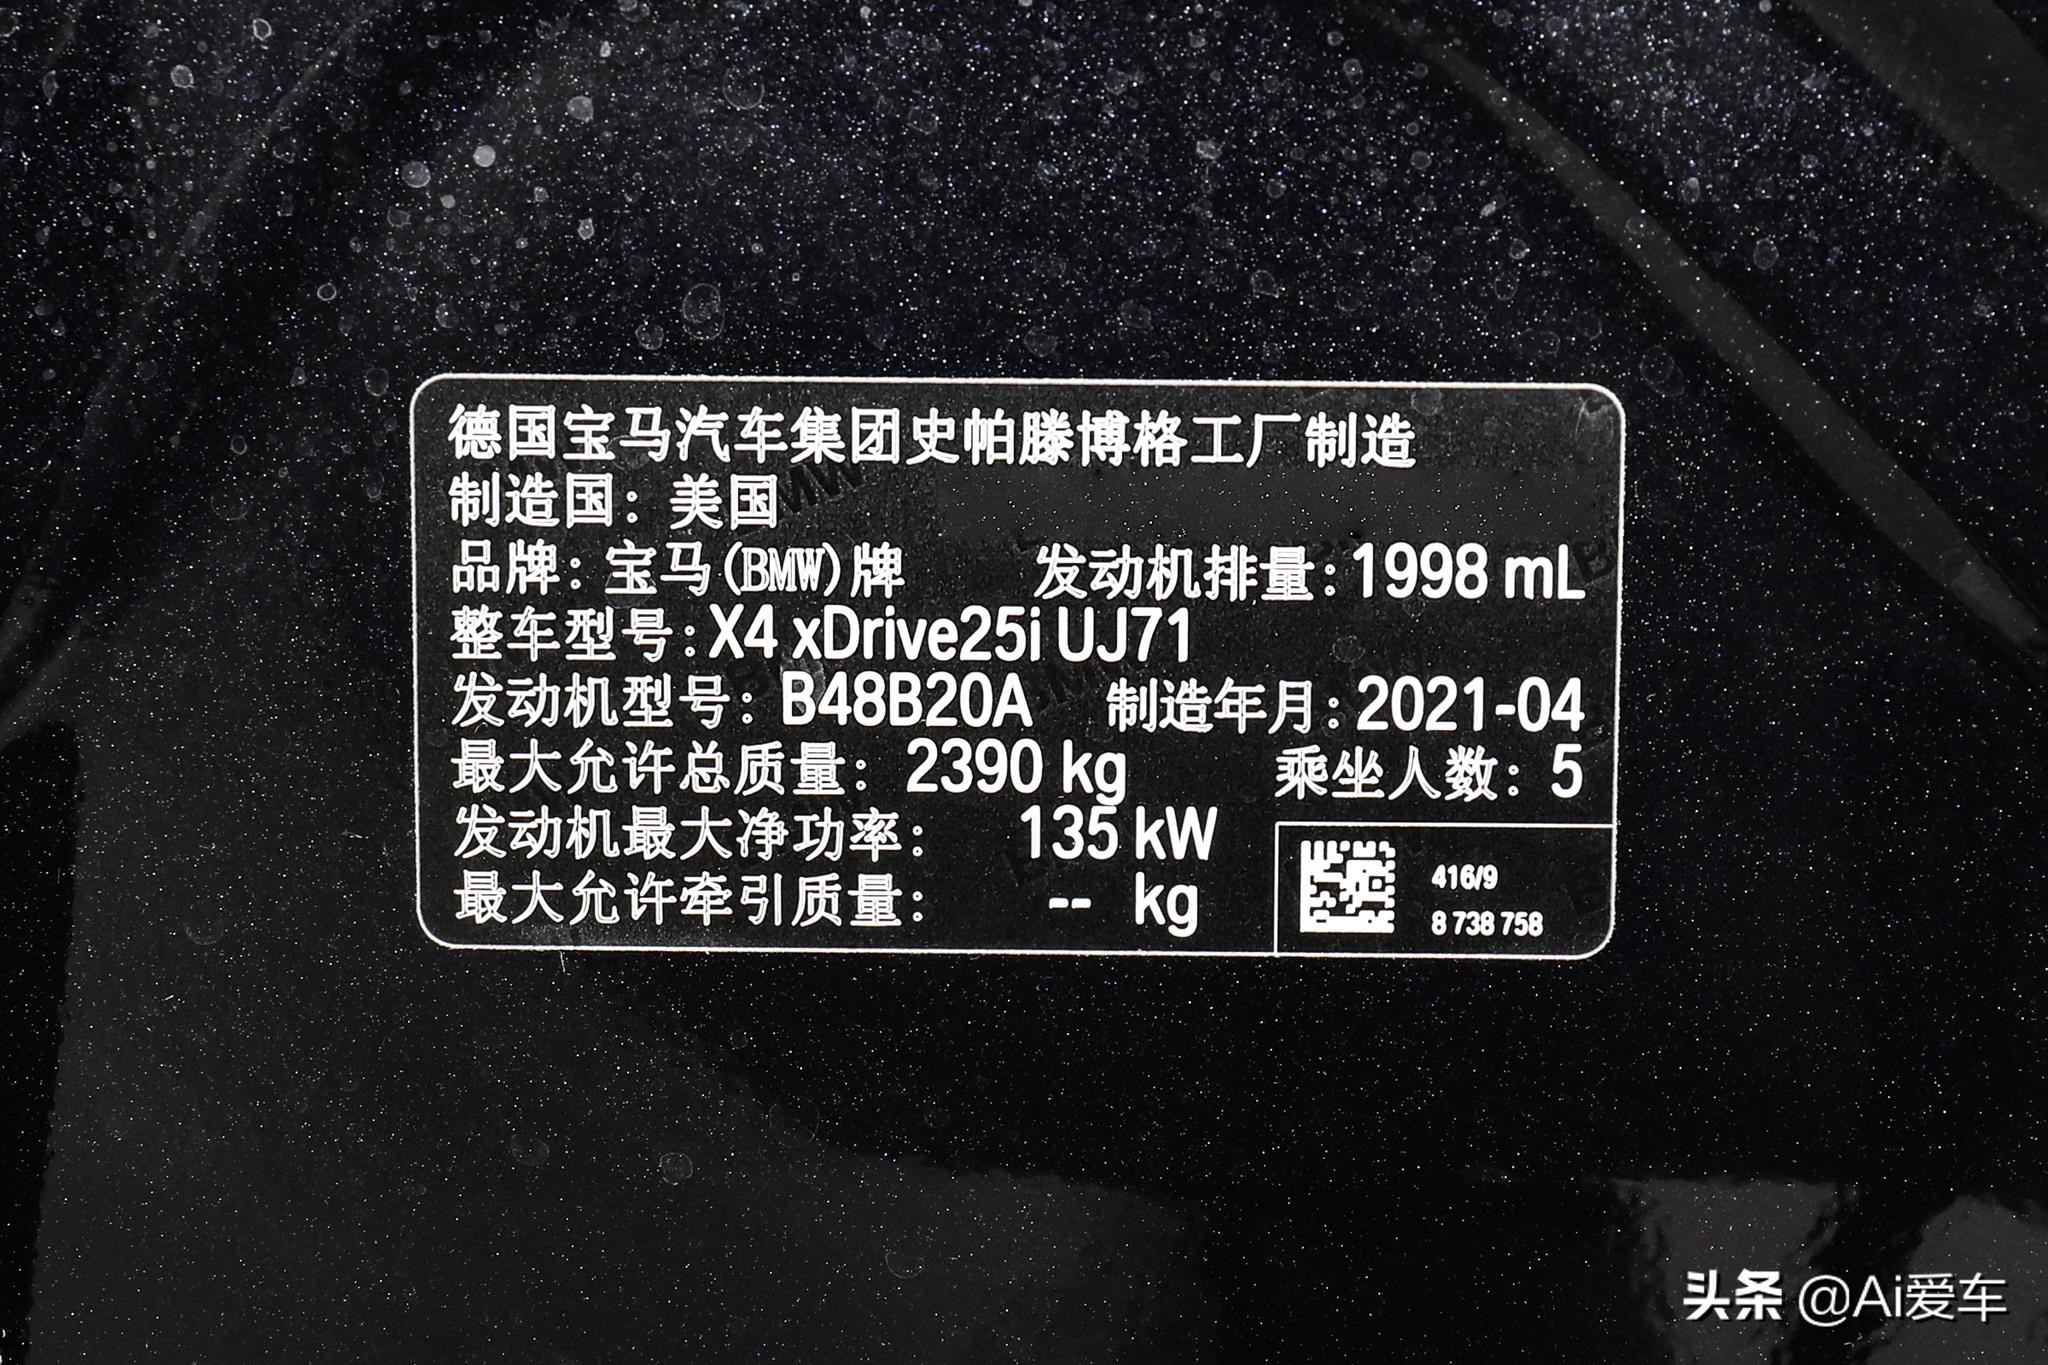 德国宝马汽车集团史帕滕博格工厂制造
制造国：美国
品牌：宝马(BMW)牌 发动机排量：1998 mL
整车型号：X4 xDrive25i UJ71
发动机型号：B48B20A 制造年月：2021-04
最大允许总质量：2390 kg 乘坐人数：5
发动机最大净功率：135 kW
最大允许牵引质量：-- kg
416/9
8 738 758
头条 @Ai爱车